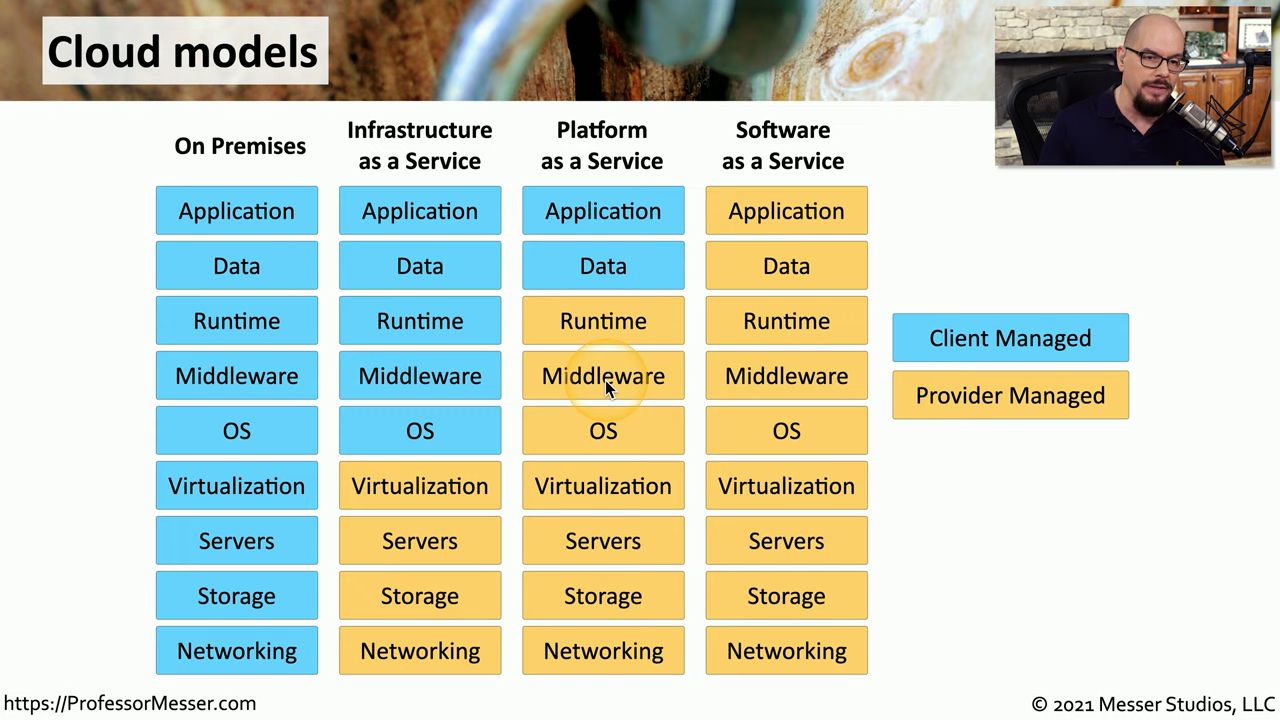 Cloud models
On Premises
Infrastructure
as a Service
Platform
as a Service
Software
as a Service
Application
Application
Application
Application
Data
Data
Data
Data
Runtime
Runtime
Runtime
Runtime
Middleware
Middleware
Middleware
Middleware
OS
OS
OS
OS
Virtualization
Virtualization
Virtualization
Virtualization
Servers
Servers
Servers
Servers
Storage
Storage
Storage
Storage
Networking
Networking
Networking
Networking
Client Managed
Provider Managed
https://ProfessorMesser.com
© 2021 Messer Studios, LLC